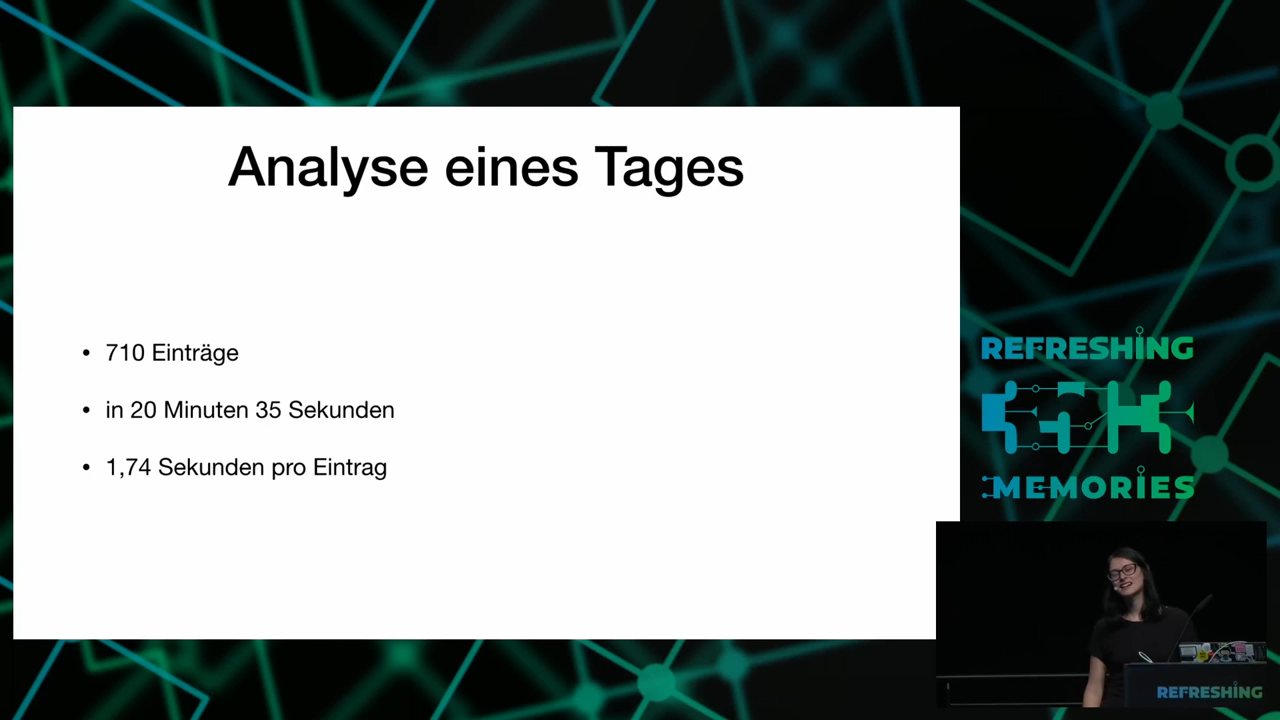 Analyse eines Tages
• 710 Einträge
• in 20 Minuten 35 Sekunden
• 1,74 Sekunden pro Eintrag
REFRESHING
MEMORIES
REFRESHING